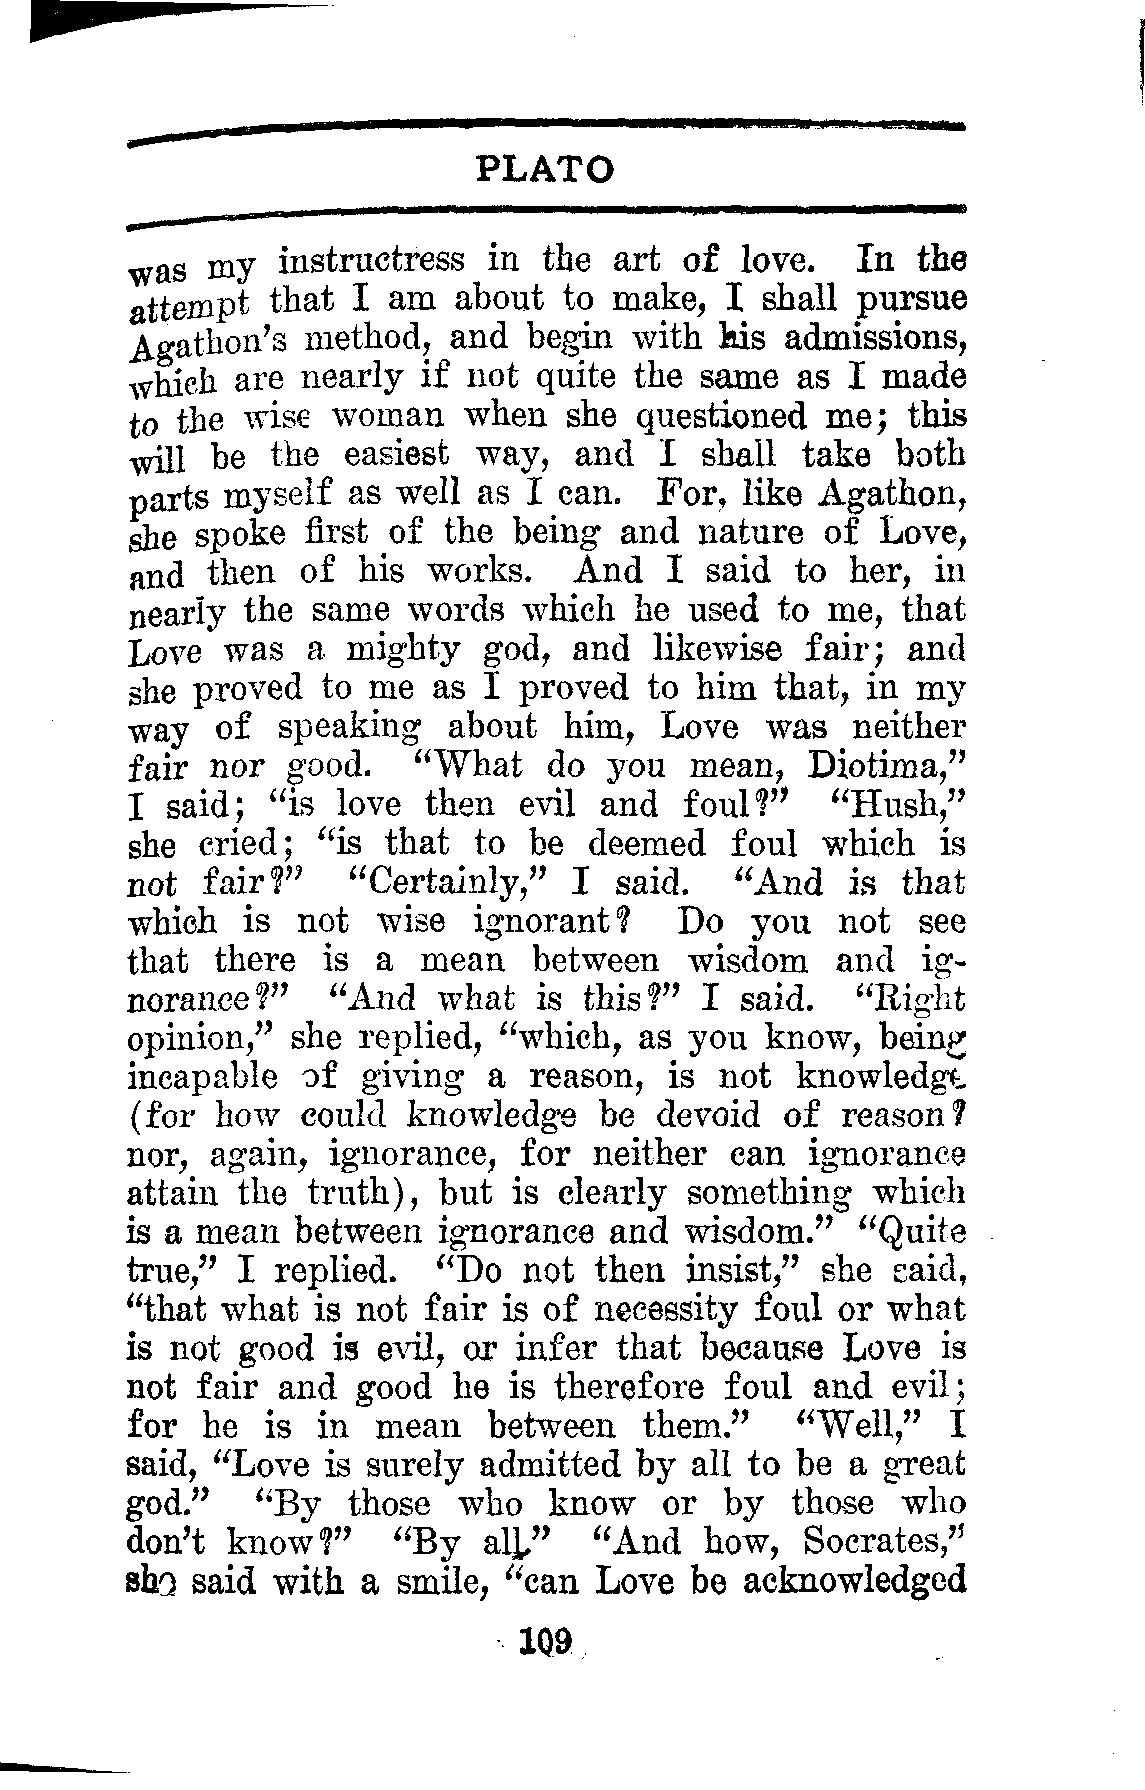 PLATO
was my instructress in the art of love. In the
attempt that I am about to make, I shall pursue
Agathon's method, and begin with his admissions,
which are nearly if not quite the same as I made
to the wise woman when she questioned me; this
will be the easiest way, and I shall take both
parts myself as well as I can. For, like Agathon,
she spoke first of the being and nature of Love,
and then of his works. And I said to her, in
nearly the same words which he used to me, that
Love was a mighty god, and likewise fair; and
she proved to me as I proved to him that, in my
way of speaking about him, Love was neither
fair nor good. “What do you mean, Diotima,”
I said; “is love then evil and foul?” “Hush,”
she cried; “is that to be deemed foul which is
not fair?” “Certainly,” I said. “And is that
which is not wise ignorant? Do you not see
that there is a mean between wisdom and ig-
norance?” “And what is this?” I said. “Right
opinion,” she replied, “which, as you know, being
incapable of giving a reason, is not knowledge
(for how could knowledge be devoid of reason?
nor, again, ignorance, for neither can ignorance
attain the truth), but is clearly something which
is a mean between ignorance and wisdom.” “Quite
true,” I replied. “Do not then insist,” she said,
“that what is not fair is of necessity foul or what
is not good is evil, or infer that because Love is
not fair and good he is therefore foul and evil;
for he is in mean between them.” “Well,” I
said, “Love is surely admitted by all to be a great
god.” “By those who know or by those who
don't know?” “By all.” “And how, Socrates,”
she said with a smile, “can Love be acknowledged
109